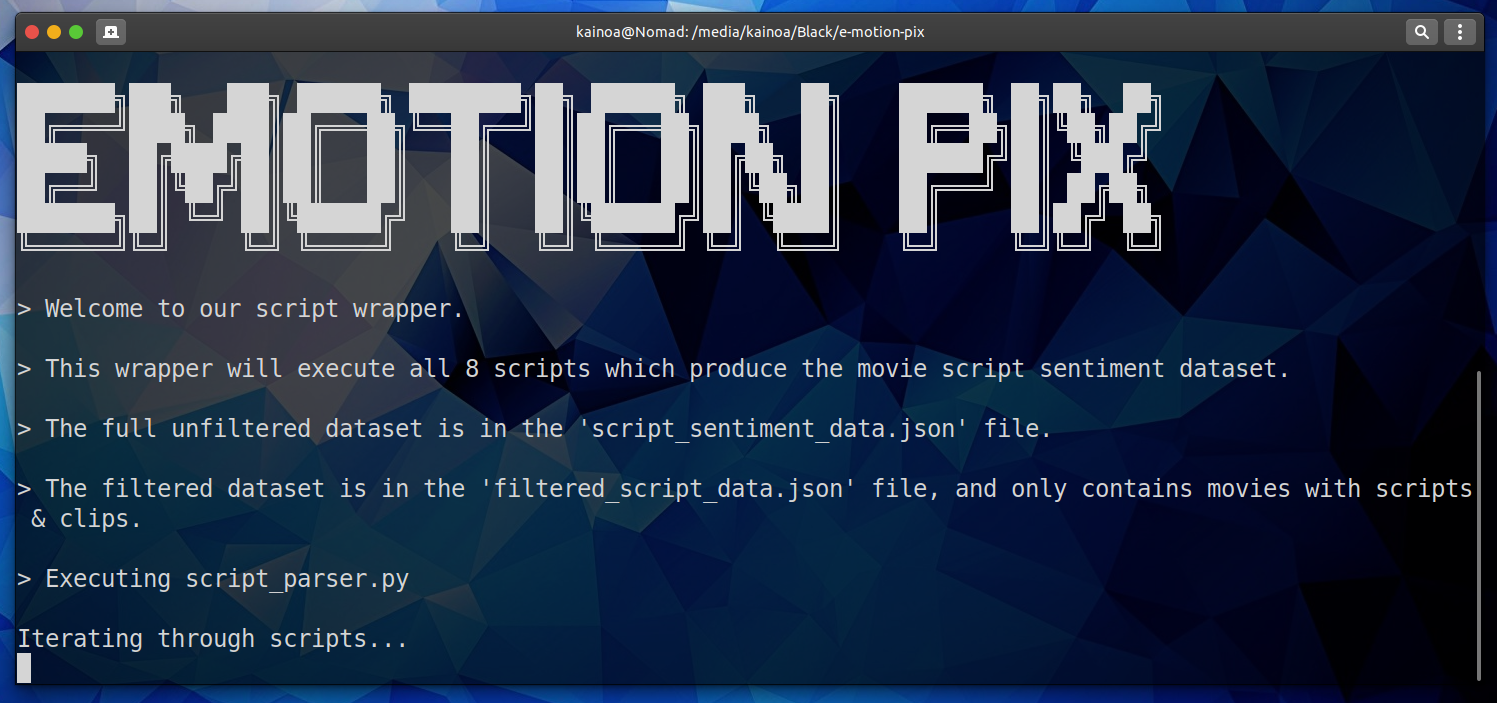 kainoa@Nomad: /media/kainoa/Black/e-motion-pix
EMOTION PIX
> Welcome to our script wrapper.
> This wrapper will execute all 8 scripts which produce the movie script sentiment dataset.
> The full unfiltered dataset is in the 'script_sentiment_data.json' file.
> The filtered dataset is in the 'filtered_script_data.json' file, and only contains movies with scripts
& clips.
> Executing script_parser.py
Iterating through scripts...